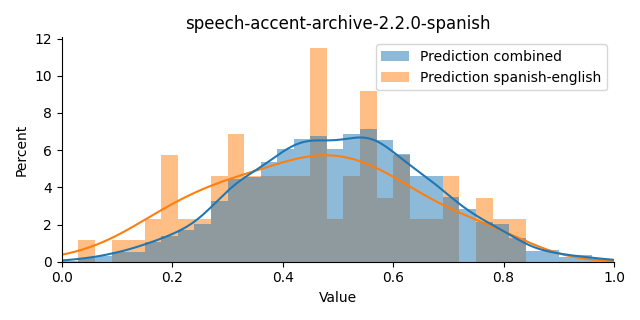 speech-accent-archive-2.2.0-spanish
Prediction combined
Prediction spanish-english
Percent
12
10
8
6
4
2
0
0.0 0.2 0.4 0.6 0.8 1.0
Value